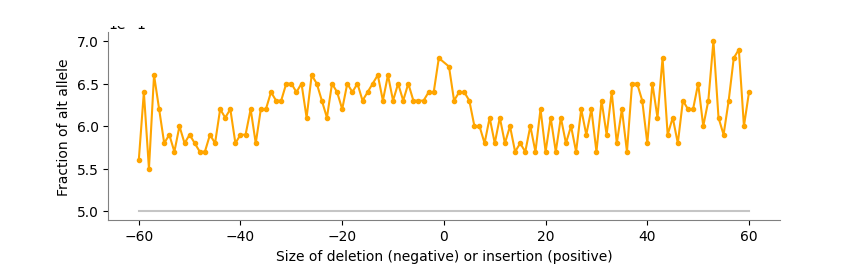 7.0
6.5
6.0
5.5
5.0
Fraction of alt allele
−60 −40 −20 0 20 40 60
Size of deletion (negative) or insertion (positive)